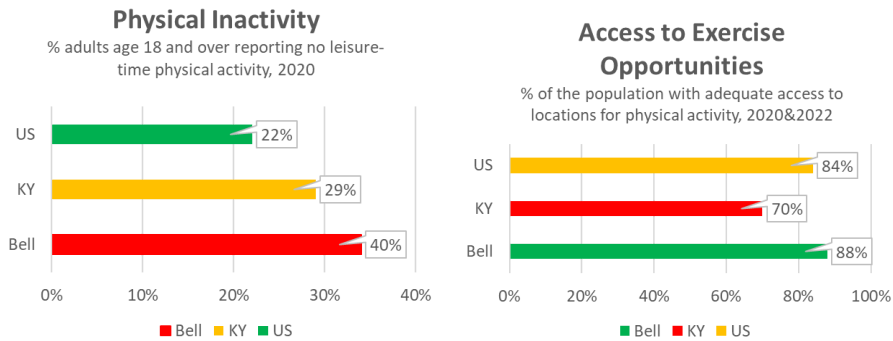 Physical Inactivity
% adults age 18 and over reporting no leisure-
time physical activity, 2020
US
22%
KY
29%
Bell
40%
0%
10%
20%
30%
40%
Bell
KY
US
Access to Exercise
Opportunities
% of the population with adequate access to
locations for physical activity, 2020&2022
US
84%
KY
70%
Bell
88%
0%
20%
40%
60%
80%
100%
Bell
KY
US